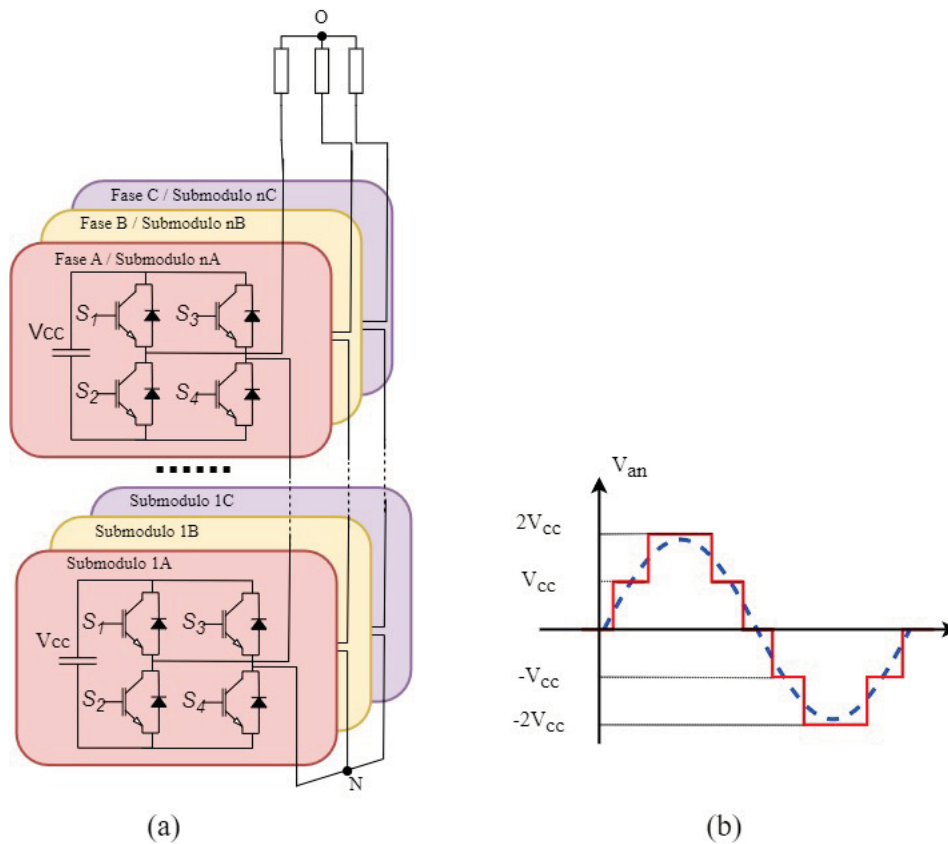 O
Fase C / Submodulo nC
Fase B / Submodulo nB
Fase A / Submodulo nA
S1
S3
Vcc
S2
S4
Submodulo 1C
Submodulo 1B
Submodulo 1A
S1
S3
Vcc
S2
S4
N
(a)
Van
2Vcc
Vcc
-Vcc
-2Vcc
(b)